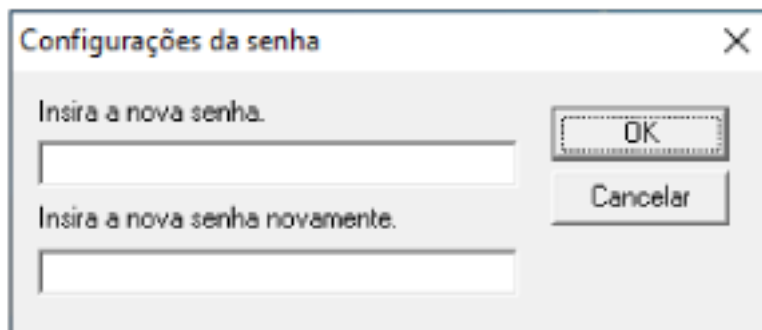 Configurações da senha
Insira a nova senha.
OK
Cancelar
Insira a nova senha novamente.